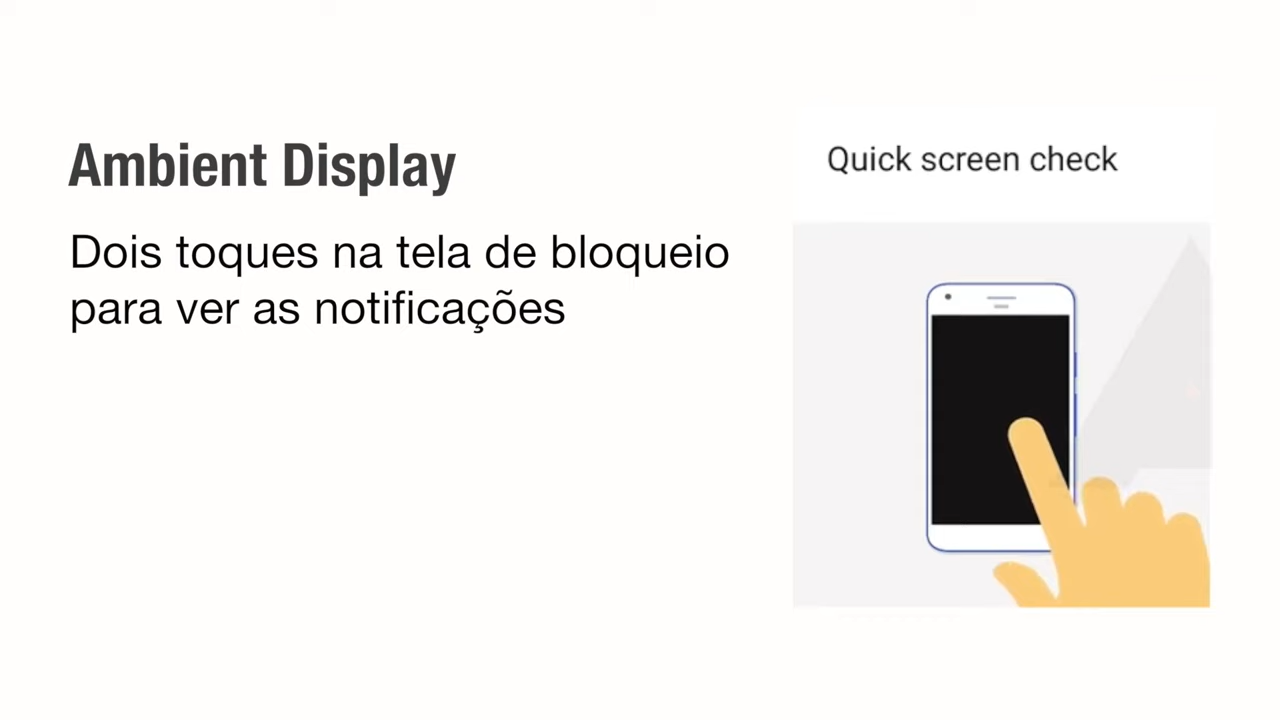 Ambient Display
Dois toques na tela de bloqueio
para ver as notificações
Quick screen check